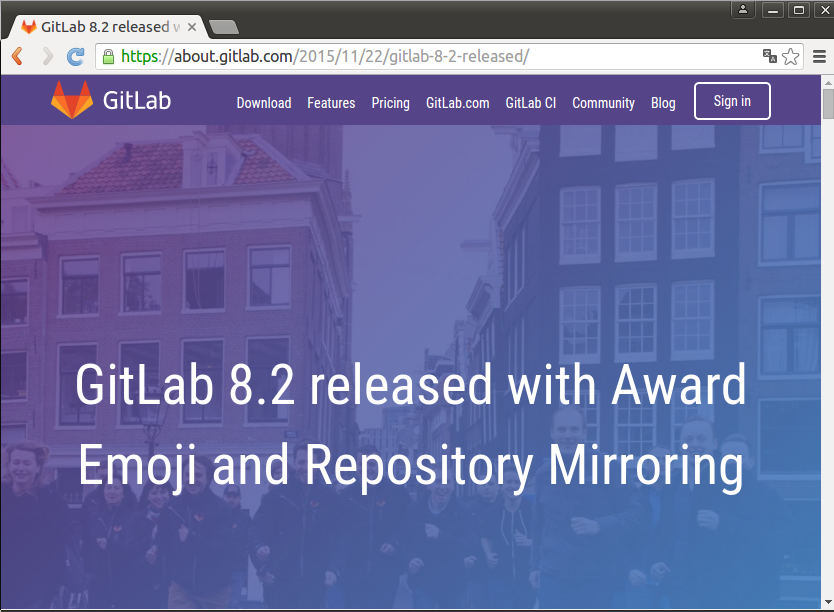 GitLab 8.2 released w
https://about.gitlab.com/2015/11/22/gitlab-8-2-released/
GitLab
Download Features Pricing GitLab.com GitLab CI Community Blog Sign in
GitLab 8.2 released with Award
Emoji and Repository Mirroring